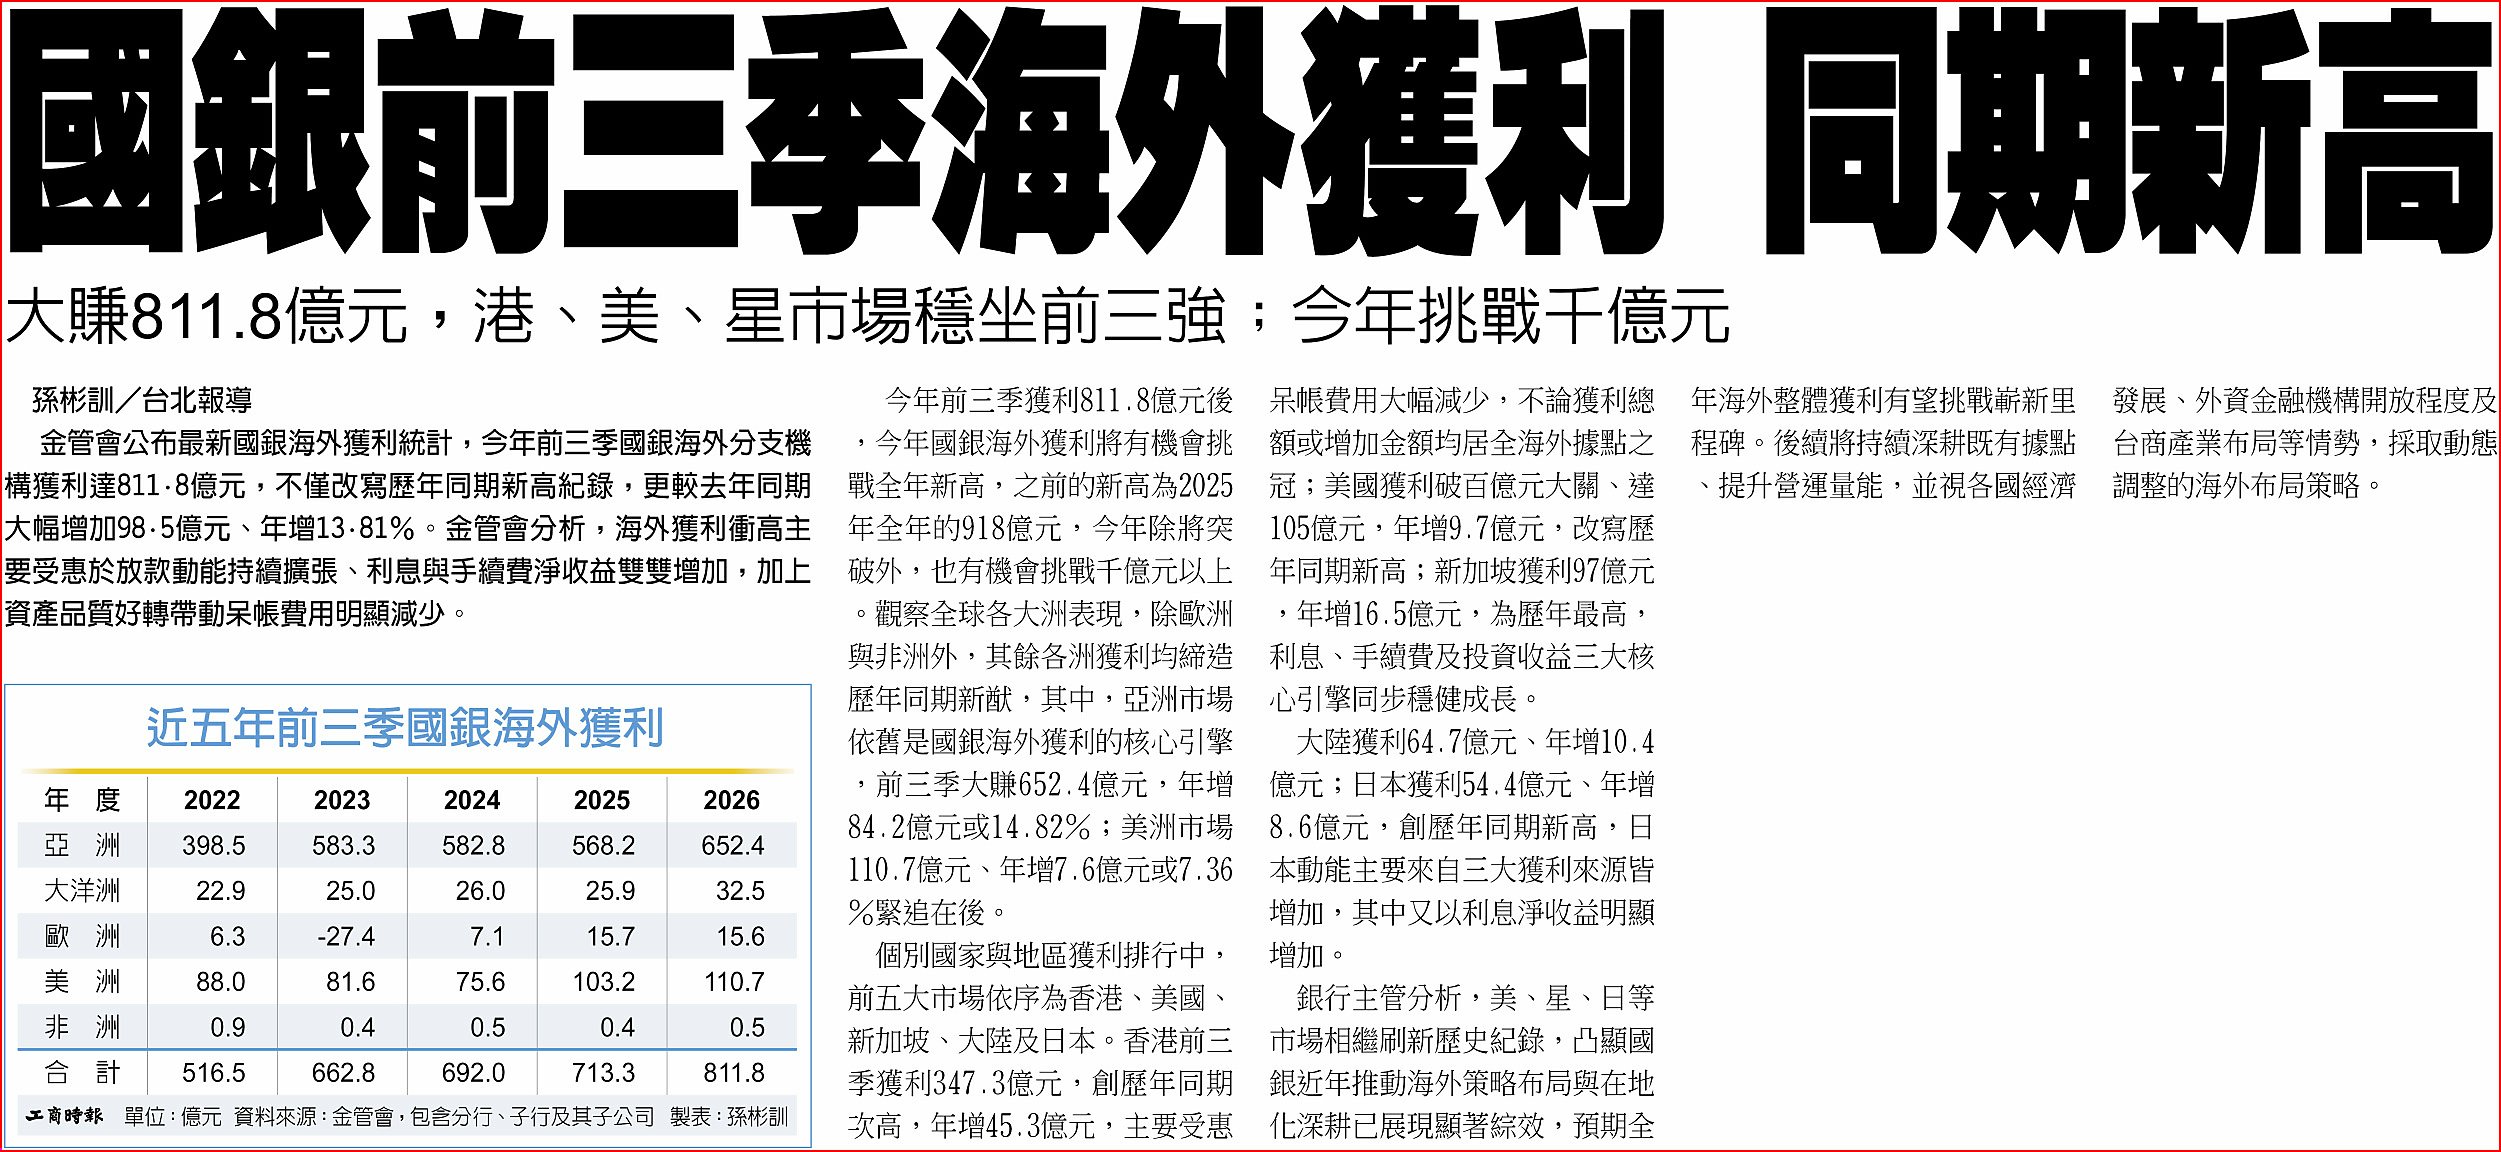 國銀前三季海外獲利 同期新高
大賺811.8億元，港、美、星市場穩坐前三強；今年挑戰千億元
孫彬訓／台北報導
金管會公布最新國銀海外獲利統計，今年前三季國銀海外分支機
構獲利達811.8億元，不僅改寫歷年同期新高紀錄，更較去年同期
大幅增加98.5億元、年增13.81%。金管會分析，海外獲利衝高主
要受惠於放款動能持續擴張、利息與手續費淨收益雙雙增加，加上
資產品質好轉帶動呆帳費用明顯減少。
近五年前三季國銀海外獲利
年 度 2022 2023 2024 2025 2026
亞 洲 398.5 583.3 582.8 568.2 652.4
大洋洲 22.9 25.0 26.0 25.9 32.5
歐 洲 6.3 -27.4 7.1 15.7 15.6
美 洲 88.0 81.6 75.6 103.2 110.7
非 洲 0.9 0.4 0.5 0.4 0.5
合 計 516.5 662.8 692.0 713.3 811.8
工商時報 單位：億元 資料來源：金管會，包含分行、子行及其子公司 製表：孫彬訓
今年前三季獲利811.8億元後
，今年國銀海外獲利將有機會挑
戰全年新高，之前的新高為2025
年全年的918億元，今年除將突
破外，也有機會挑戰千億元以上
。觀察全球各大洲表現，除歐洲
與非洲外，其餘各洲獲利均締造
歷年同期新猷，其中，亞洲市場
依舊是國銀海外獲利的核心引擎
，前三季大賺652.4億元，年增
84.2億元或14.82%；美洲市場
110.7億元、年增7.6億元或7.36
%緊追在後。
個別國家與地區獲利排行中，
前五大市場依序為香港、美國、
新加坡、大陸及日本。香港前三
季獲利347.3億元，創歷年同期
次高，年增45.3億元，主要受惠
呆帳費用大幅減少，不論獲利總
額或增加金額均居全海外據點之
冠；美國獲利破百億元大關、達
105億元，年增9.7億元，改寫歷
年同期新高；新加坡獲利97億元
，年增16.5億元，為歷年最高，
利息、手續費及投資收益三大核
心引擎同步穩健成長。
大陸獲利64.7億元、年增10.4
億元；日本獲利54.4億元、年增
8.6億元，創歷年同期新高，日
本動能主要來自三大獲利來源皆
增加，其中又以利息淨收益明顯
增加。
銀行主管分析，美、星、日等
市場相繼刷新歷史紀錄，凸顯國
銀近年推動海外策略布局與在地
化深耕已展現顯著綜效，預期全
年海外整體獲利有望挑戰嶄新里
程碑。後續將持續深耕既有據點
、提升營運量能，並視各國經濟
發展、外資金融機構開放程度及
台商產業布局等情勢，採取動態
調整的海外布局策略。